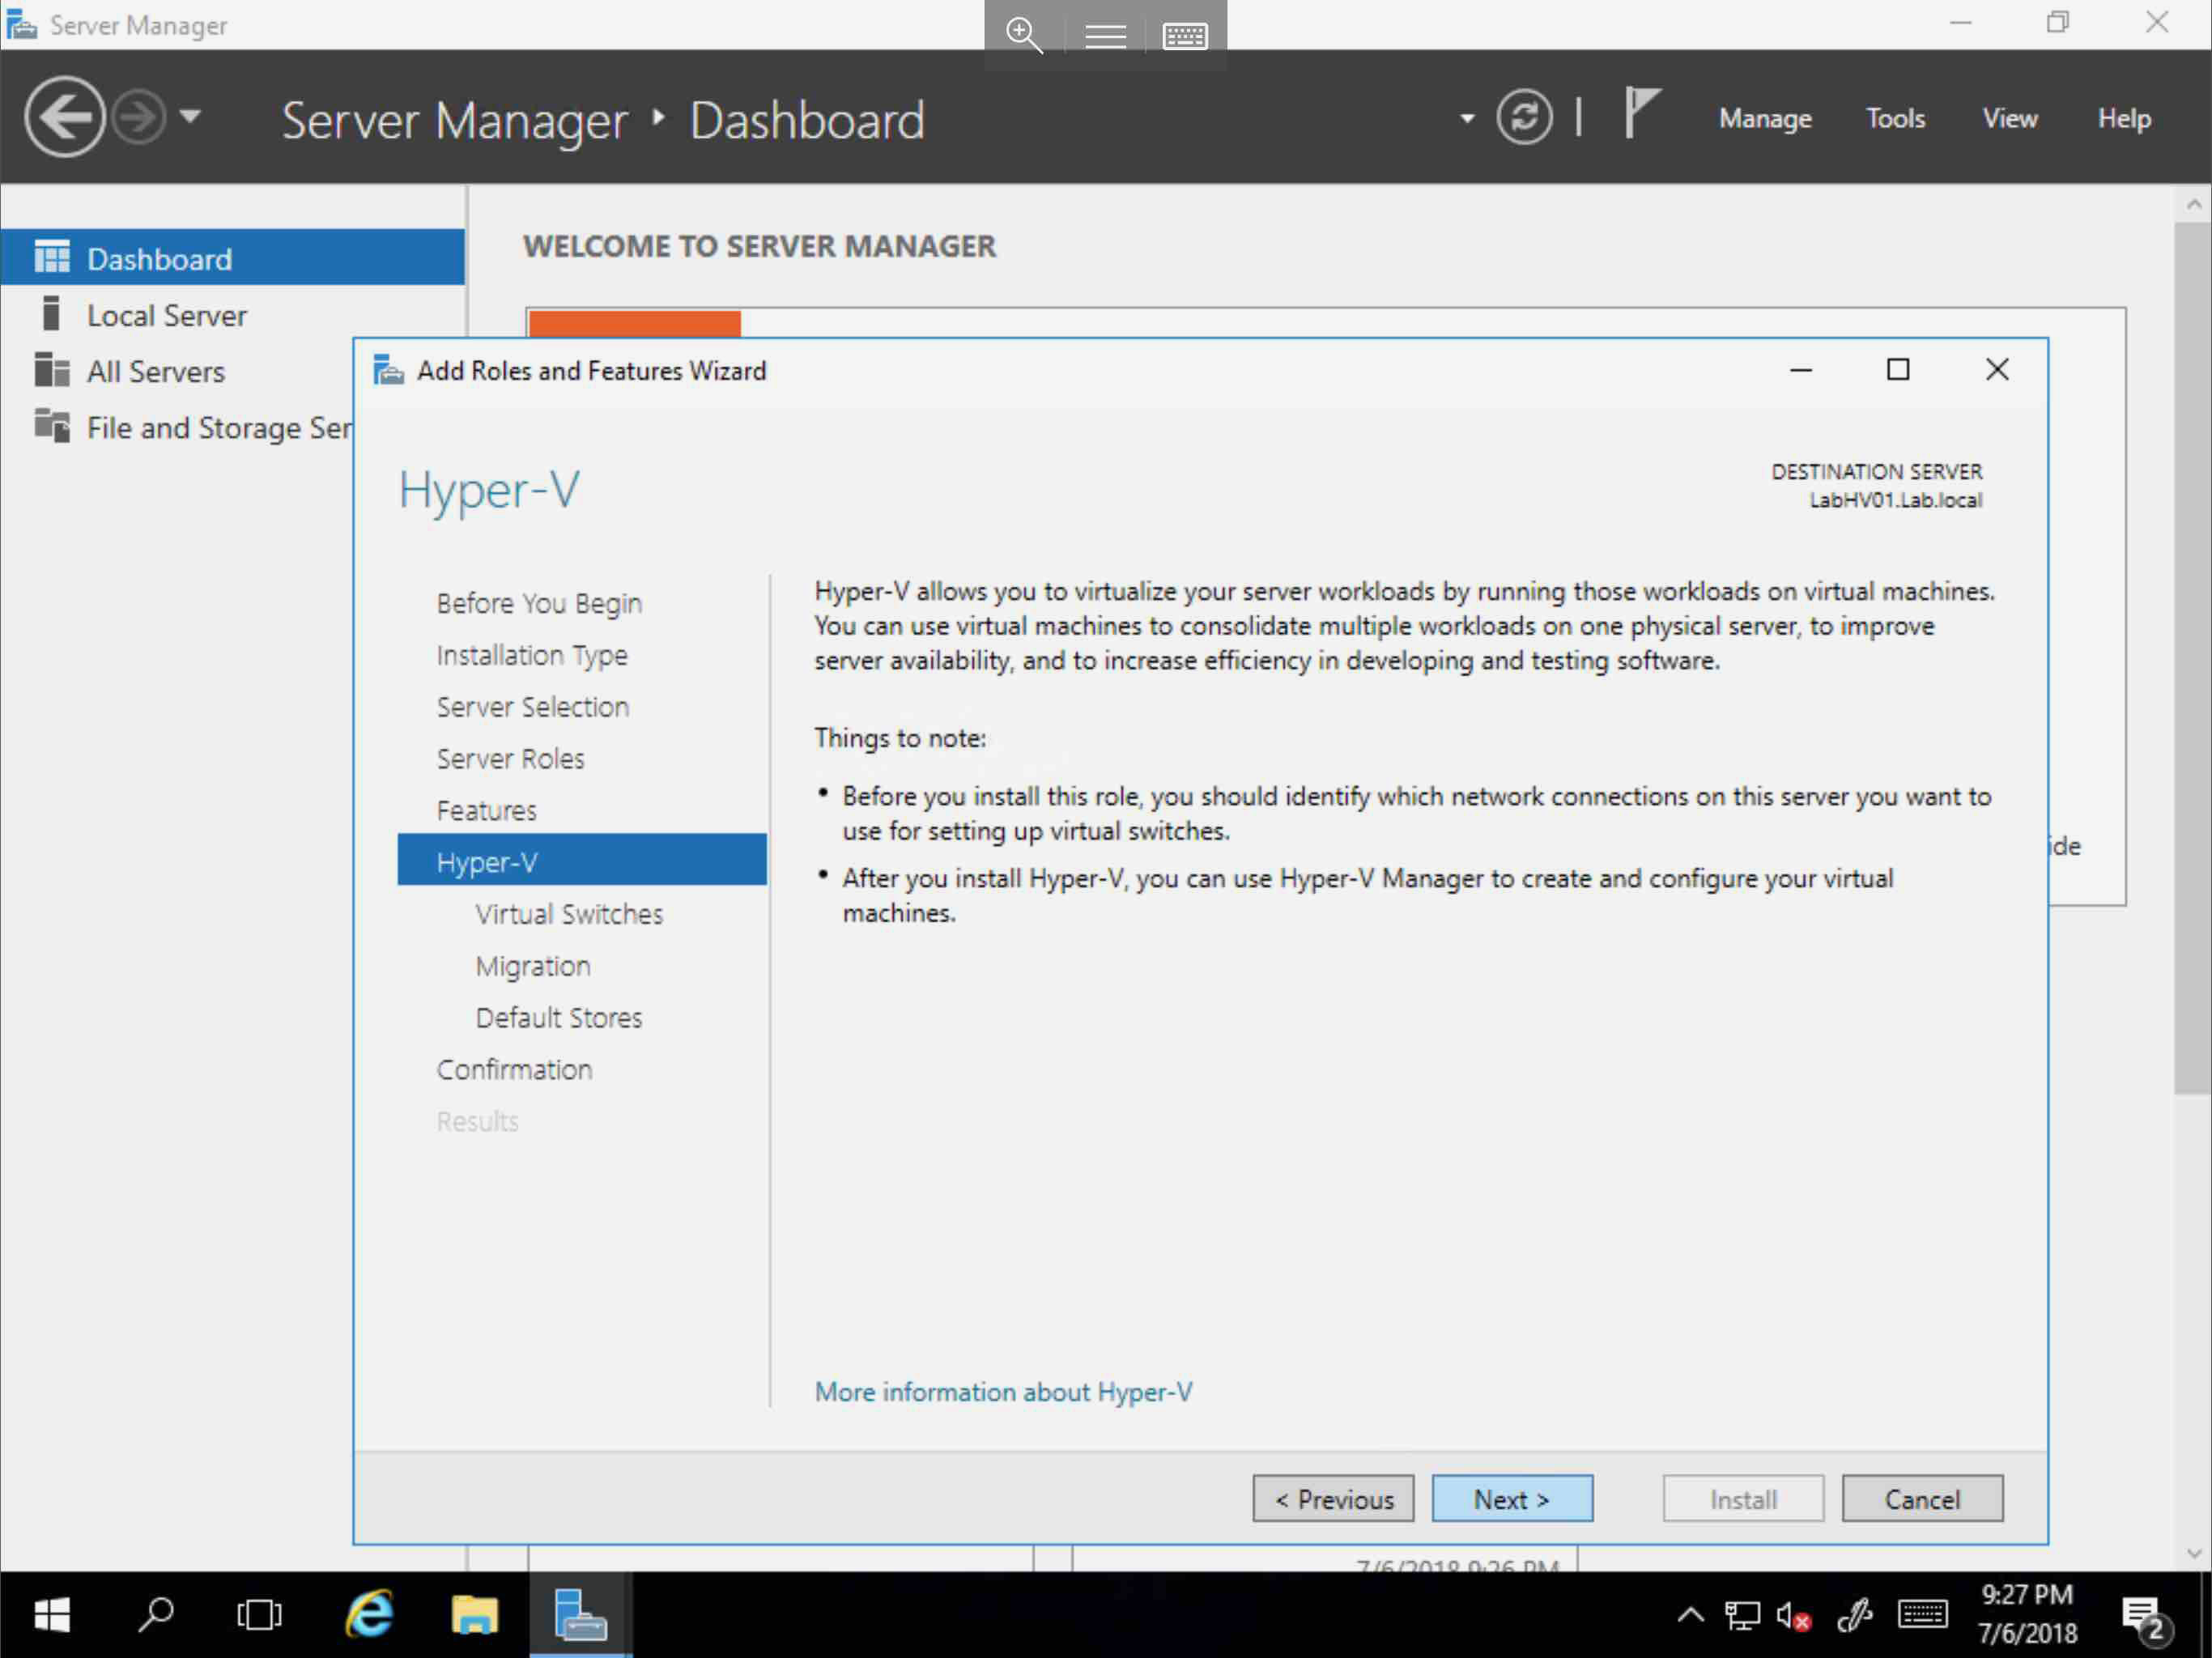 Server Manager
Server Manager
Dashboard
Manage
Tools
View
Help
Dashboard
Local Server
All Servers
File and Storage Ser
WELCOME TO SERVER MANAGER
Add Roles and Features Wizard
Hyper-V
DESTINATION SERVER
LabHV01.Lab.local
Before You Begin
Installation Type
Server Selection
Server Roles
Features
Hyper-V
Virtual Switches
Migration
Default Stores
Confirmation
Results
Hyper-V allows you to virtualize your server workloads by running those workloads on virtual machines.
You can use virtual machines to consolidate multiple workloads on one physical server, to improve
server availability, and to increase efficiency in developing and testing software.
Things to note:
• Before you install this role, you should identify which network connections on this server you want to
use for setting up virtual switches.
• After you install Hyper-V, you can use Hyper-V Manager to create and configure your virtual
machines.
ide
More information about Hyper-V
< Previous
Next >
Install
Cancel
7/6/2018 9:26 PM
9:27 PM
7/6/2018
2